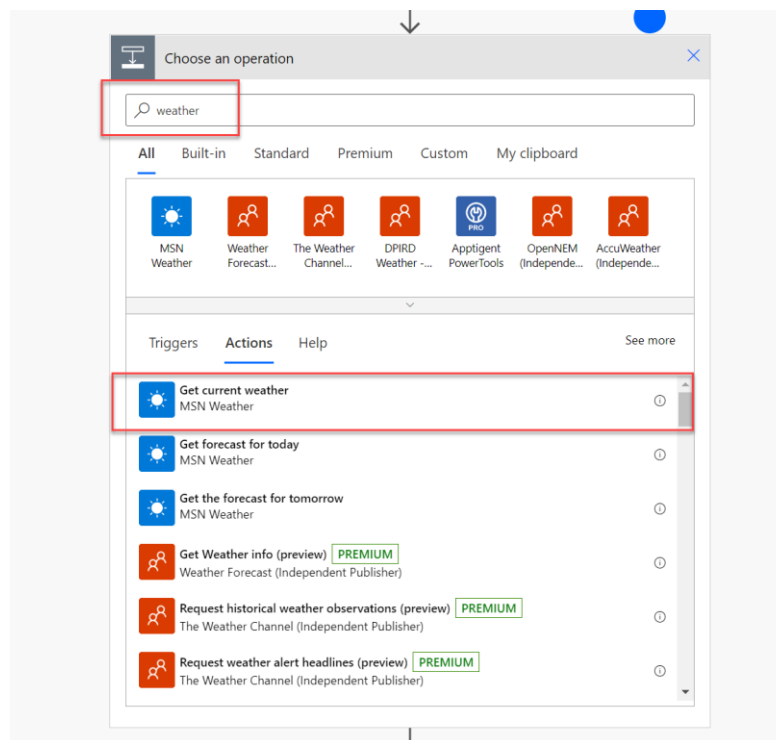 Choose an operation
weather
All Built-in Standard Premium Custom My clipboard
MSN Weather Weather The Weather DPIRD Apptigent OpenNEM AccuWeather
Weather Forecast... Channel... Weather -... PowerTools (Independe... (Independe...
PRO
Triggers Actions Help See more
Get current weather
MSN Weather
Get forecast for today
MSN Weather
Get the forecast for tomorrow
MSN Weather
Get Weather info (preview) PREMIUM
Weather Forecast (Independent Publisher)
Request historical weather observations (preview) PREMIUM
The Weather Channel (Independent Publisher)
Request weather alert headlines (preview) PREMIUM
The Weather Channel (Independent Publisher)